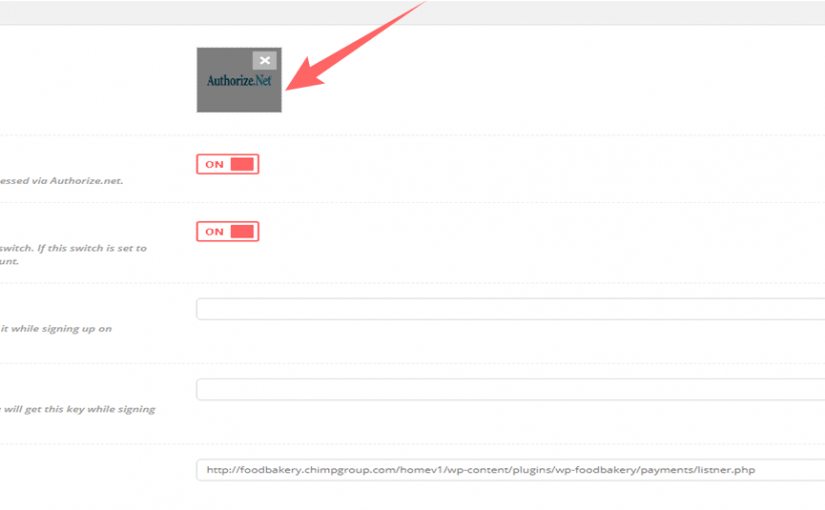 Authorize.Net
ON
essed via Authorize.net.
ON
switch. If this switch is set to
unt.
it while signing up on
will get this key while signing
http://foodbakery.chimpgroup.com/homev1/wp-content/plugins/wp-foodbakery/payments/listner.php